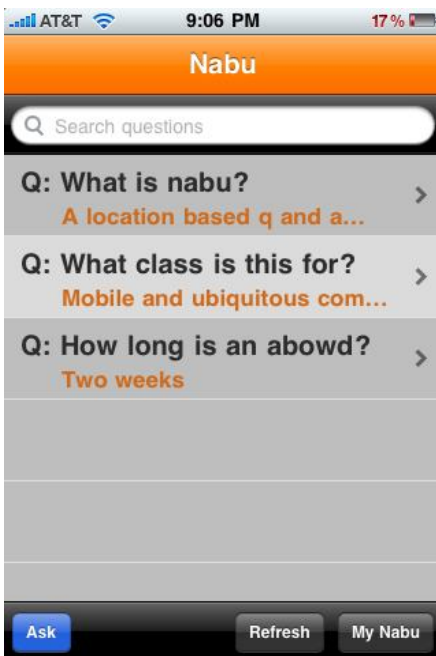 AT&T 9:06 PM 17%
Nabu
Search questions
Q: What is nabu?
A location based q and a...
Q: What class is this for?
Mobile and ubiquitous com...
Q: How long is an abowd?
Two weeks
Ask Refresh My Nabu